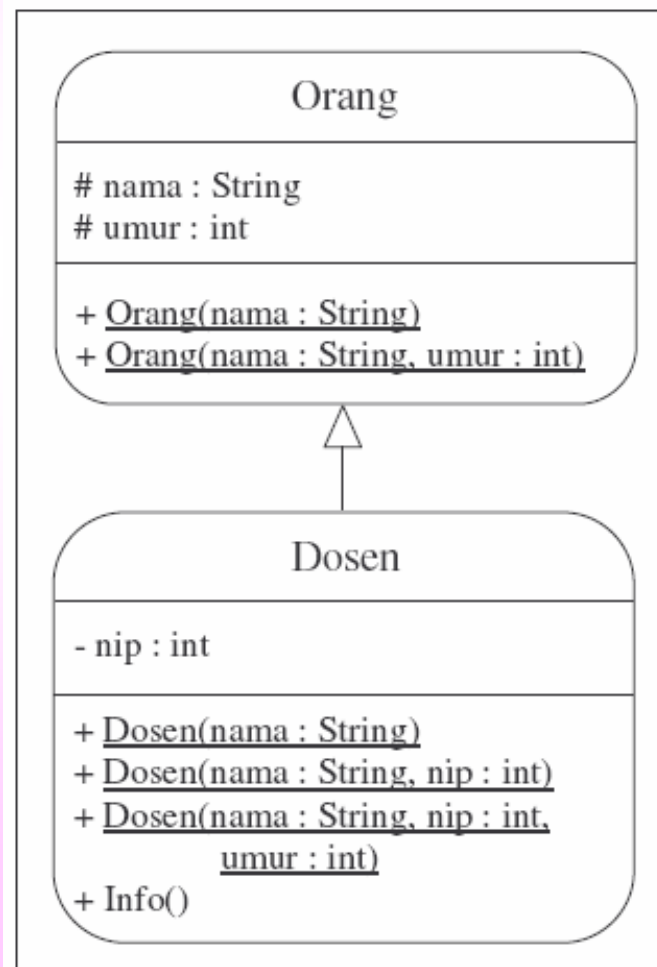 Orang
# nama : String
# umur : int
+ Orang(nama : String)
+ Orang(nama : String, umur : int)
Dosen
- nip : int
+ Dosen(nama : String)
+ Dosen(nama : String, nip : int)
+ Dosen(nama : String, nip : int,
umur : int)
+ Info()